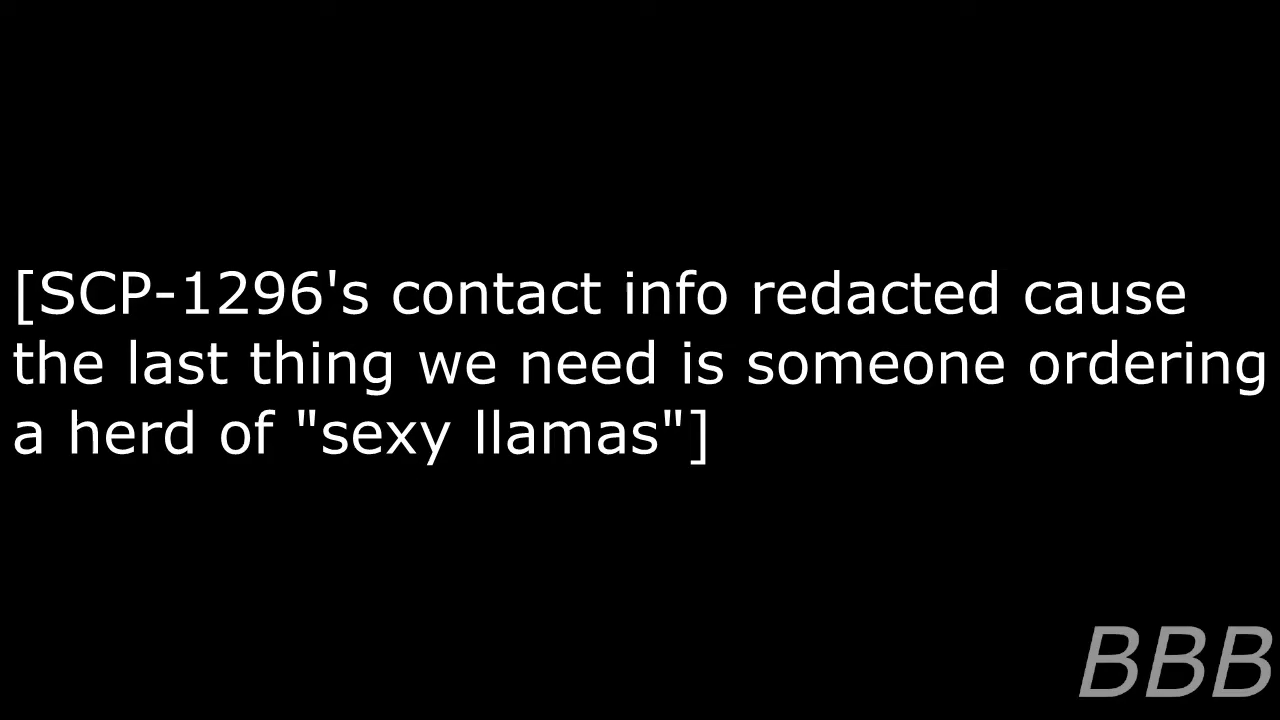 [SCP-1296's contact info redacted cause
the last thing we need is someone ordering
a herd of "sexy llamas"]
BBB